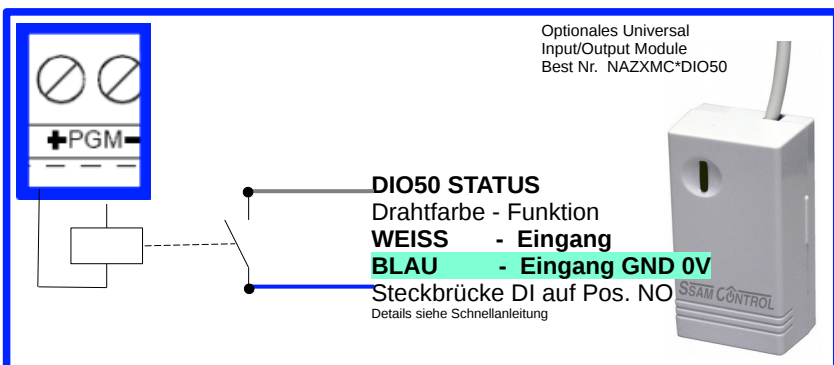 Optionales Universal
Input/Output Module
Best Nr. NAZXMC*DIO50
+PGM-
DIO50 STATUS
Drahtfarbe - Funktion
WEISS - Eingang
BLAU - Eingang GND 0V
Steckbrücke DI auf Pos. NO
Details siehe Schnellanleitung
SSAM CONTROL